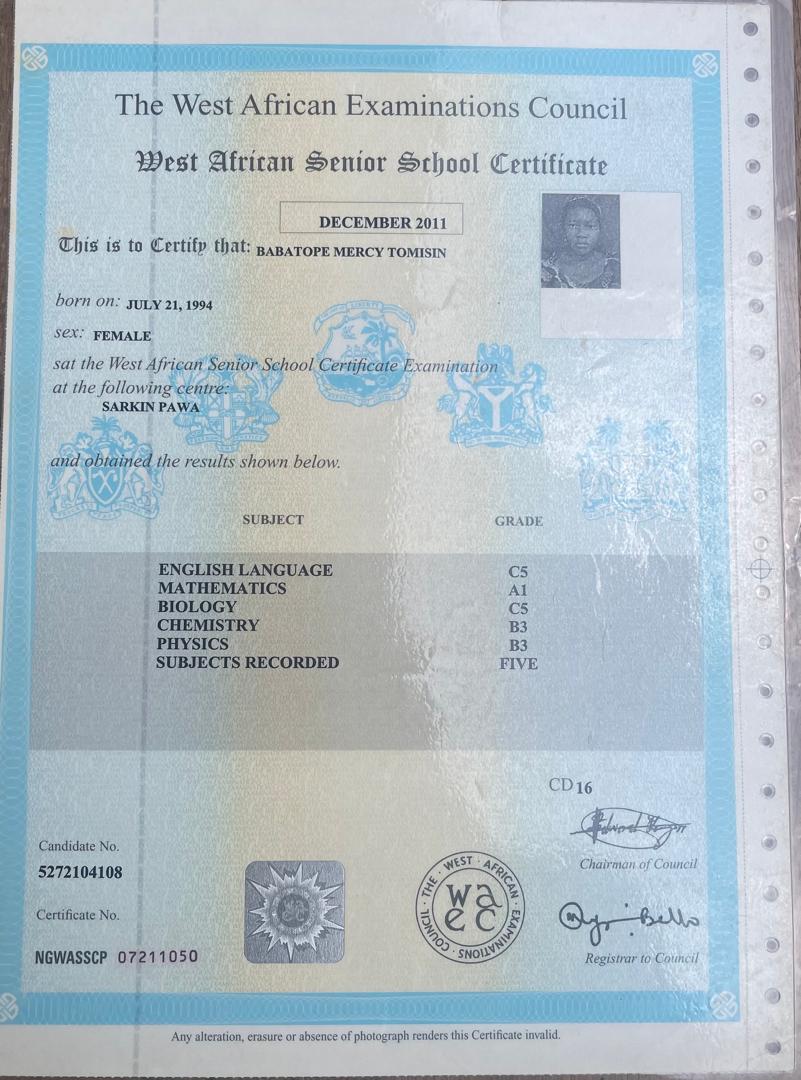 The West African Examinations Council
West African Senior School Certificate
DECEMBER 2011
This is to Certify that: BABATOPE MERCY TOMISIN
born on: JULY 21, 1994
sex: FEMALE
sat the West African Senior School Certificate Examination
at the following centre:
SARKIN PAWA
and obtained the results shown below.
SUBJECT GRADE
ENGLISH LANGUAGE C5
MATHEMATICS A1
BIOLOGY C5
CHEMISTRY B3
PHYSICS B3
SUBJECTS RECORDED FIVE
CD 16
Chairman of Council
Candidate No.
5272104108
Certificate No.
NGWASSCP 07211050
THE · WEST · AFRICAN · EXAMINATIONS · COUNCIL
wa
ec
Bello
Registrar to Council
Any alteration, erasure or absence of photograph renders this Certificate invalid.